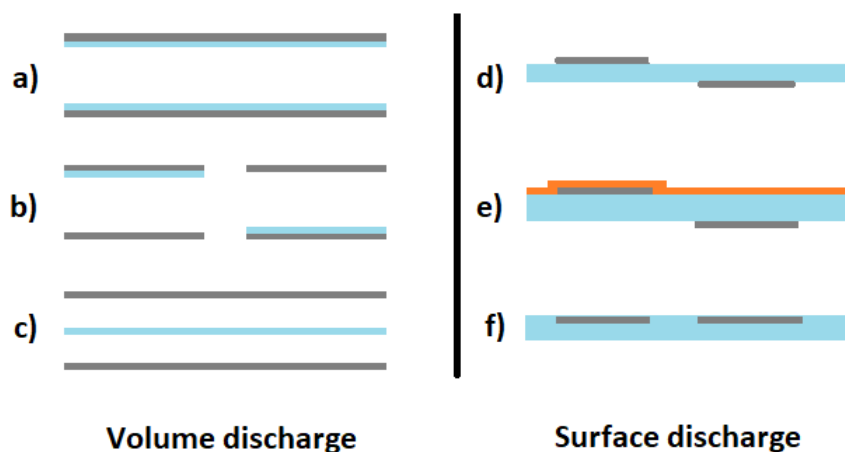 a)
b)
c)
Volume discharge
d)
e)
f)
Surface discharge